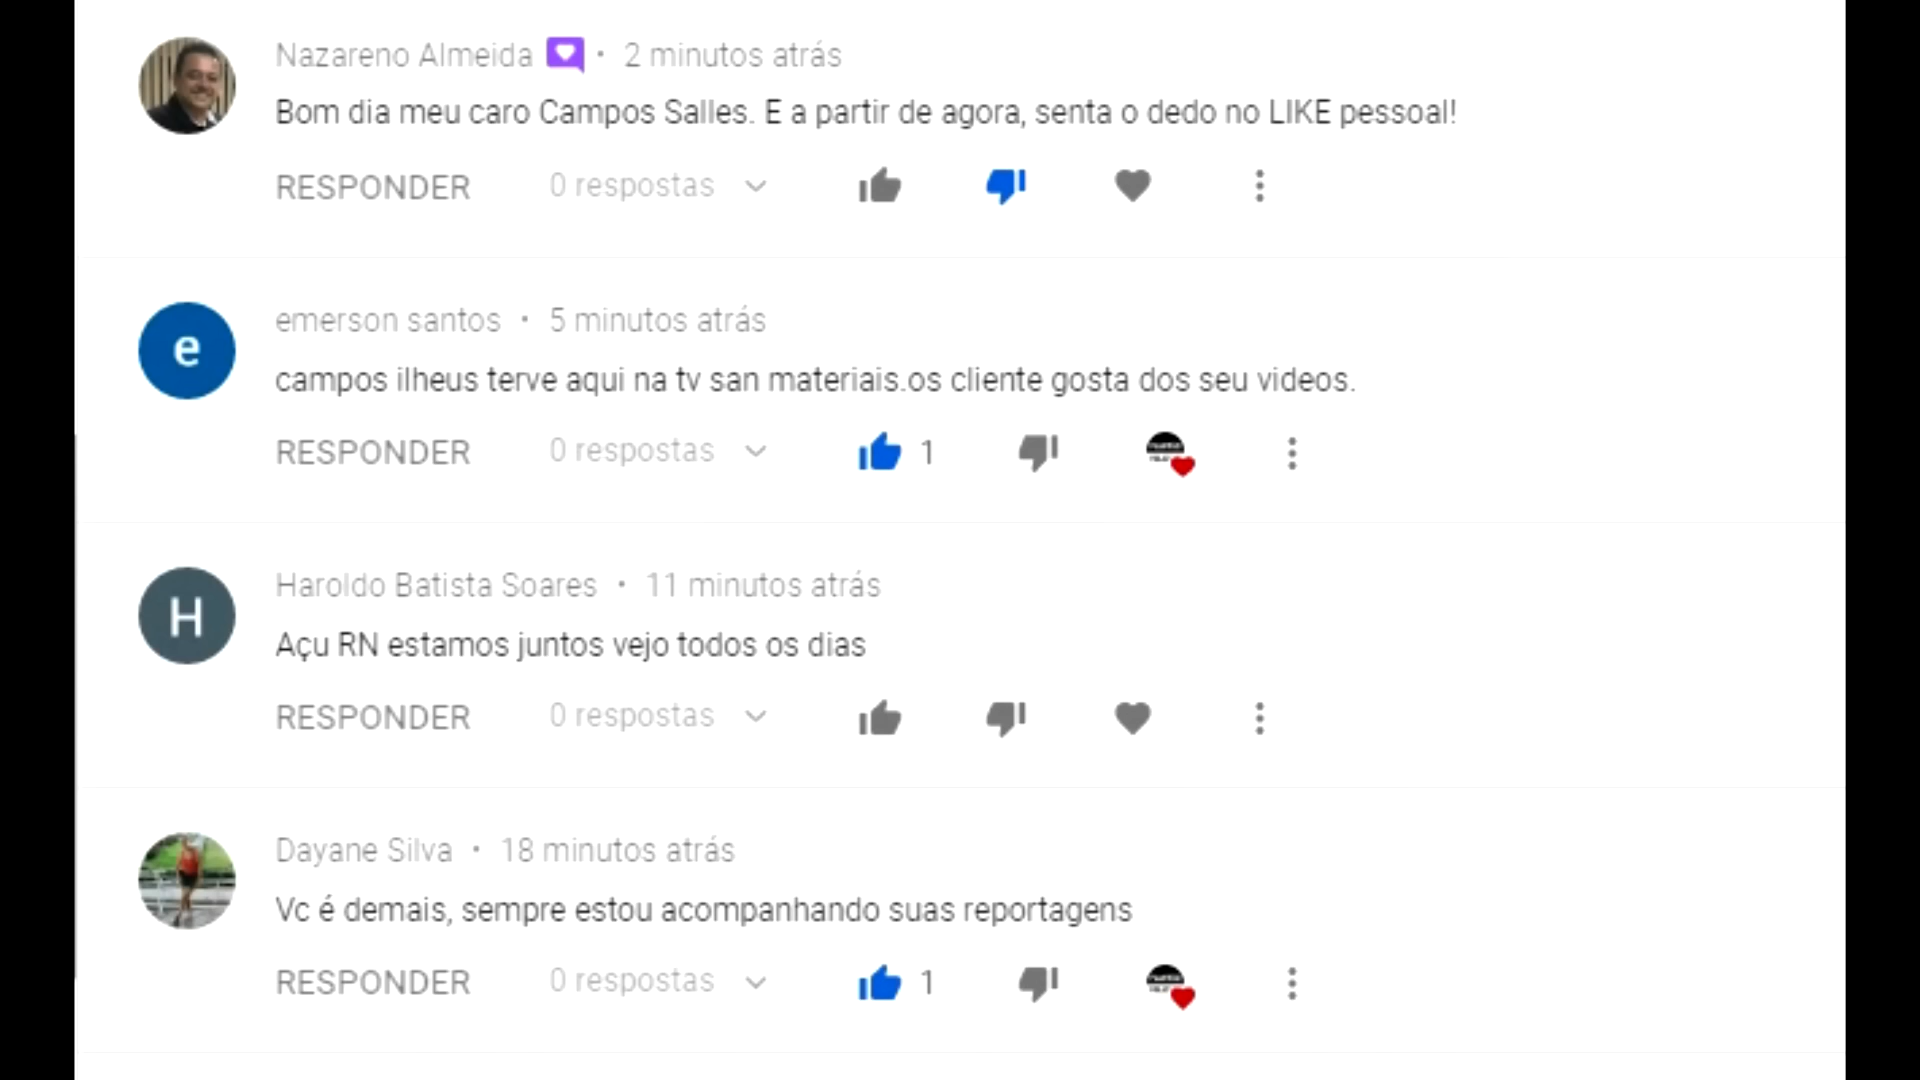 Nazareno Almeida • 2 minutos atrás
Bom dia meu caro Campos Salles. E a partir de agora, senta o dedo no LIKE pessoal!
RESPONDER 0 respostas
e
emerson santos • 5 minutos atrás
campos ilheus terve aqui na tv san materiais.os cliente gosta dos seu videos.
RESPONDER 0 respostas 1
H
Haroldo Batista Soares • 11 minutos atrás
Açu RN estamos juntos vejo todos os dias
RESPONDER 0 respostas
Dayane Silva • 18 minutos atrás
Vc é demais, sempre estou acompanhando suas reportagens
RESPONDER 0 respostas 1